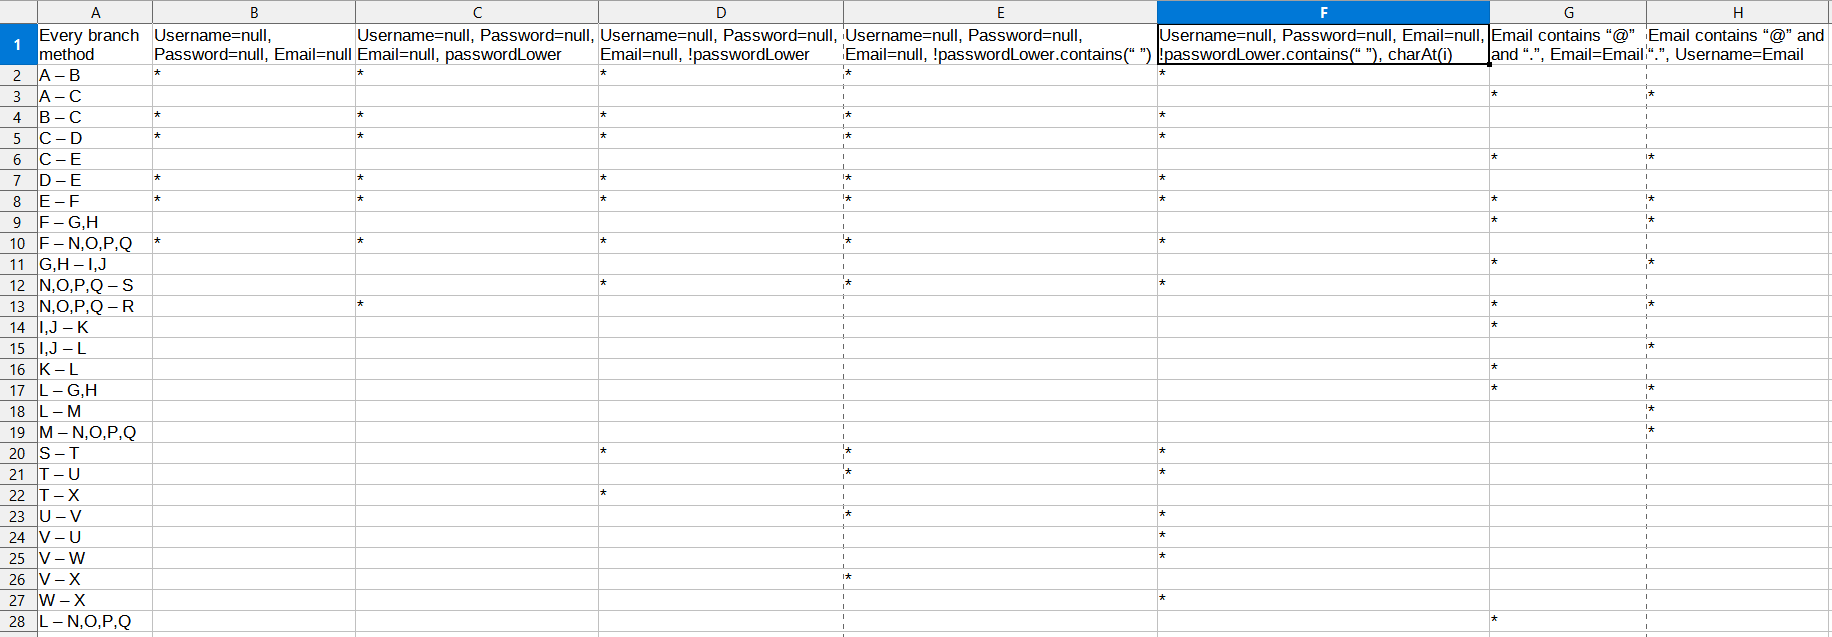 A B C D E F G H
1 Every branch method Username=null, Password=null, Email=null Username=null, Password=null, Email=null, passwordLower Username=null, Password=null, Email=null, !passwordLower Username=null, Password=null, Email=null, !passwordLower.contains(“ ”) Username=null, Password=null, Email=null, !passwordLower.contains(“ ”), charAt(i) Email contains “@” and “.”, Email=Email Email contains “@” and “.”, Username=Email
2 A – B * * * * *
3 A – C * *
4 B – C * * * * *
5 C – D * * * * *
6 C – E * *
7 D – E * * * * *
8 E – F * * * * * * *
9 F – G,H * *
10 F – N,O,P,Q * * * * *
11 G,H – I,J * *
12 N,O,P,Q – S * * *
13 N,O,P,Q – R * * *
14 I,J – K *
15 I,J – L *
16 K – L *
17 L – G,H * *
18 L – M *
19 M – N,O,P,Q *
20 S – T * * *
21 T – U * *
22 T – X *
23 U – V * *
24 V – U *
25 V – W *
26 V – X *
27 W – X *
28 L – N,O,P,Q *